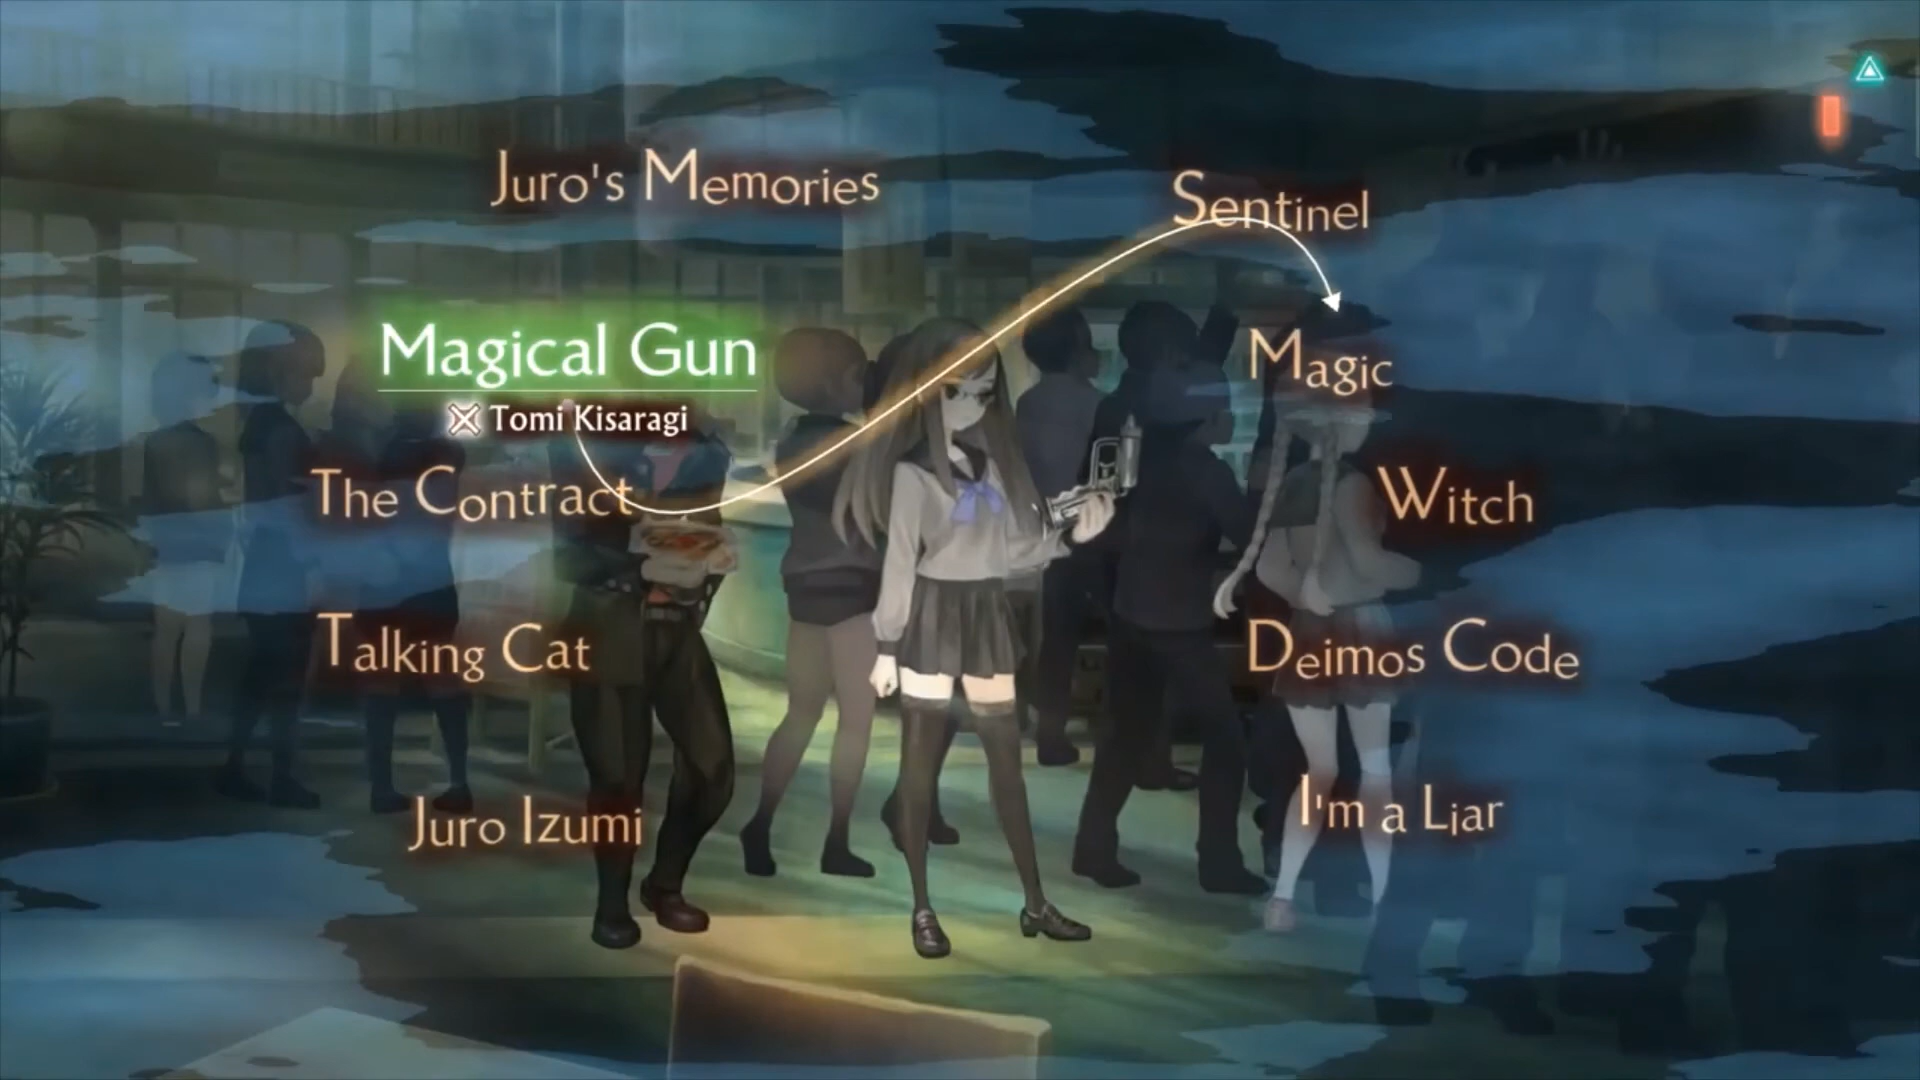 Juro's Memories
Sentinel
Magical Gun
Tomi Kisaragi
Magic
The Contract
Witch
Talking Cat
Deimos Code
Juro Izumi
I'm a Liar